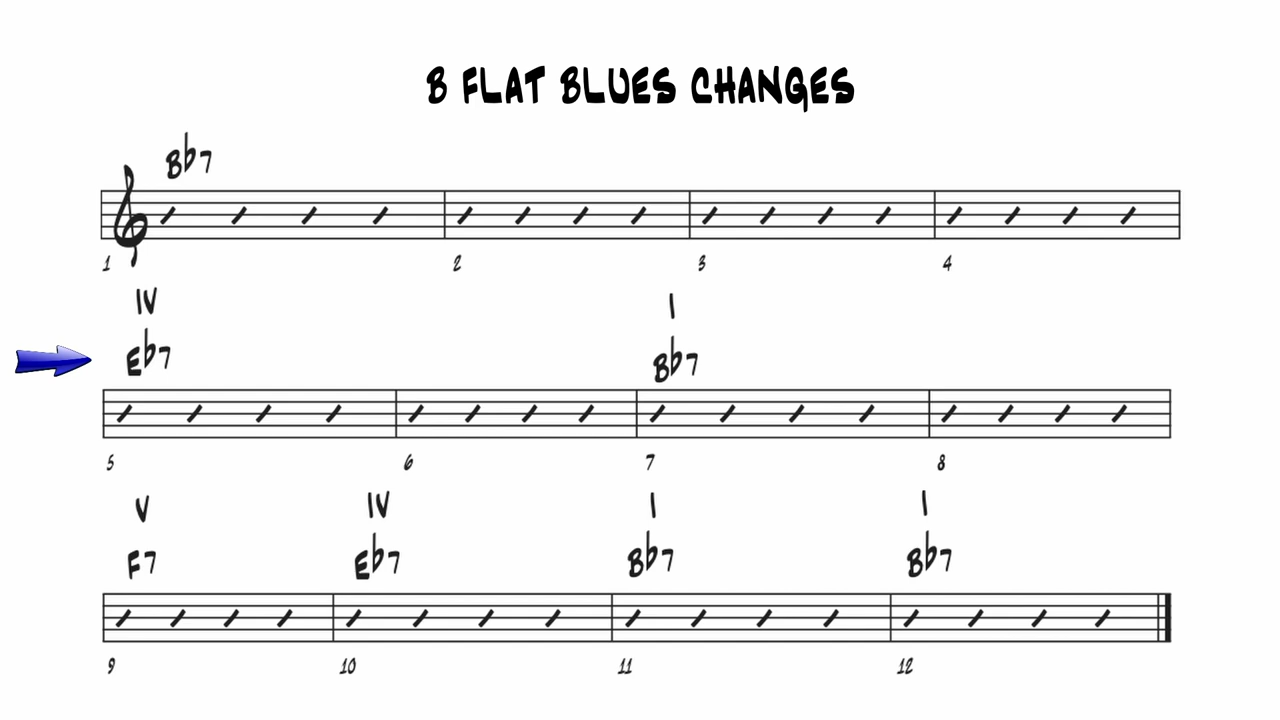 B FLAT BLUES CHANGES
Bb7
1 2 3 4
IV I
Eb7 Bb7
5 6 7 8
V IV I I
F7 Eb7 Bb7 Bb7
9 10 11 12